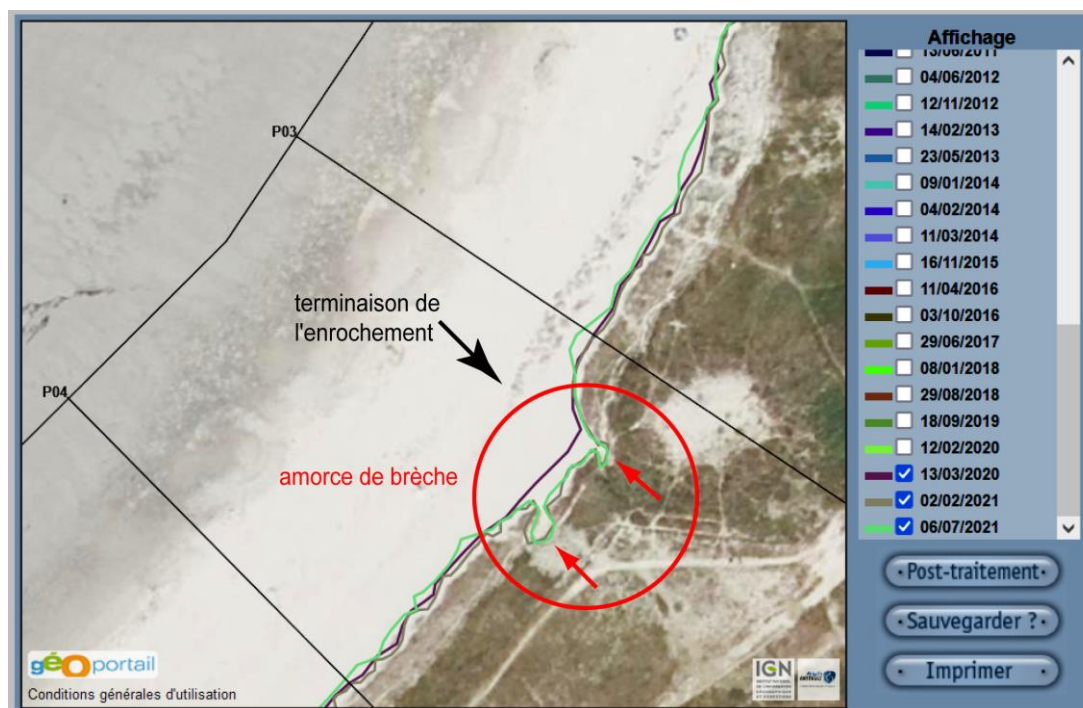 Affichage
13/06/2011
04/06/2012
12/11/2012
14/02/2013
23/05/2013
09/01/2014
04/02/2014
11/03/2014
16/11/2015
11/04/2016
03/10/2016
29/06/2017
08/01/2018
29/08/2018
18/09/2019
12/02/2020
13/03/2020
02/02/2021
06/07/2021
Post-traitement
Sauvegarder ?
Imprimer
P03
terminaison de
l'enrochement
P04
amorce de brèche
géoportail
Conditions générales d'utilisation
IGN